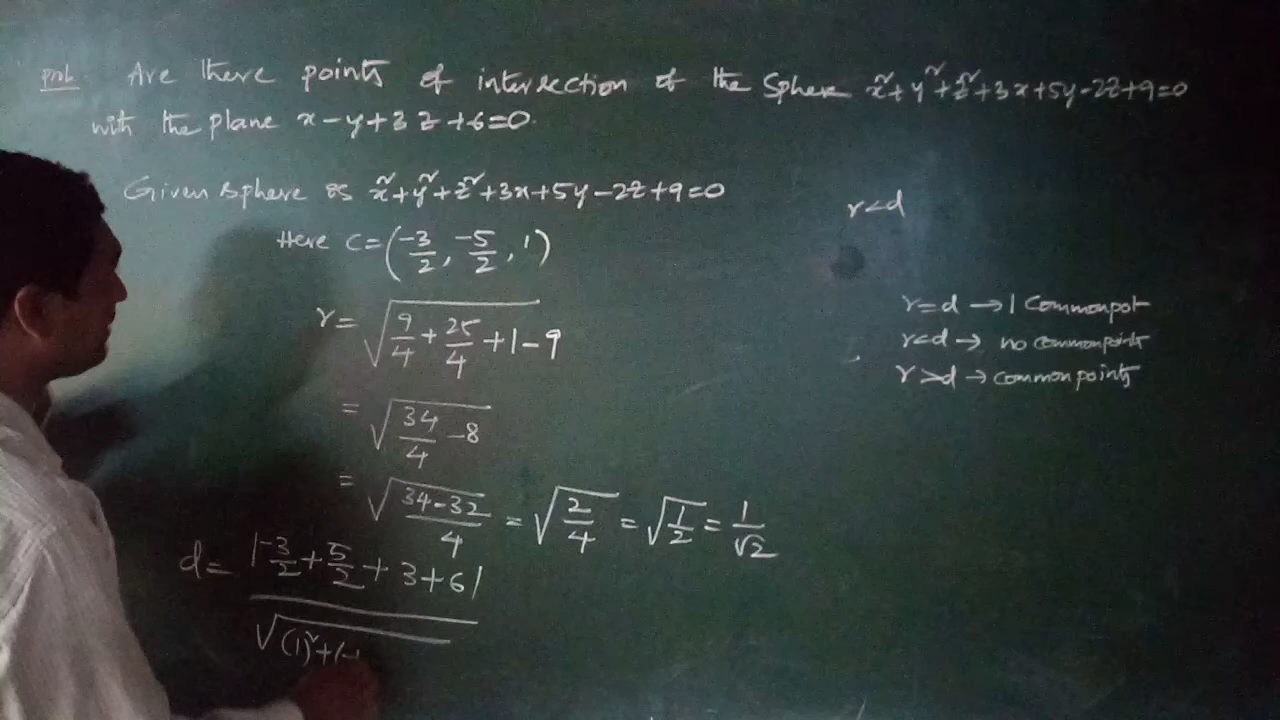 prob. Are there points of intersection of the Sphere x²+y²+z²+3x+5y-2z+9=0
with the plane x-y+3z+6=0.
Given sphere is x²+y²+z²+3x+5y-2z+9=0
r<d
Here C=(-3/2, -5/2, 1)
r=d → 1 Common pot
r<d → no common points
r>d → common points
r= √(9/4+25/4+1-9)
= √(34/4-8)
= √((34-32)/4) = √(2/4) = √(1/2) = 1/√2
d= |-3/2+5/2+3+6|
√((1)²+(-